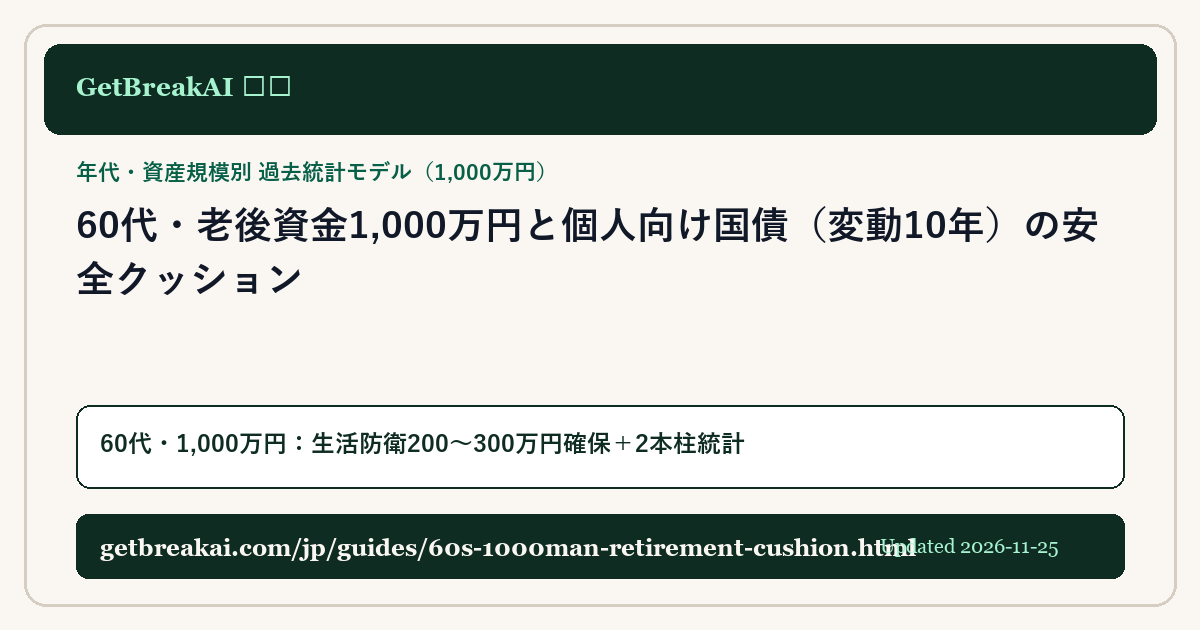 GetBreakAI □□
年代・資産規模別 過去統計モデル（1,000万円）
60代・老後資金1,000万円と個人向け国債（変動10年）の安
全クッション
60代・1,000万円：生活防衛200〜300万円確保＋2本柱統計
getbreakai.com/jp/guides/60s-1000man-retirement-cushion.html
Updated 2026-11-25